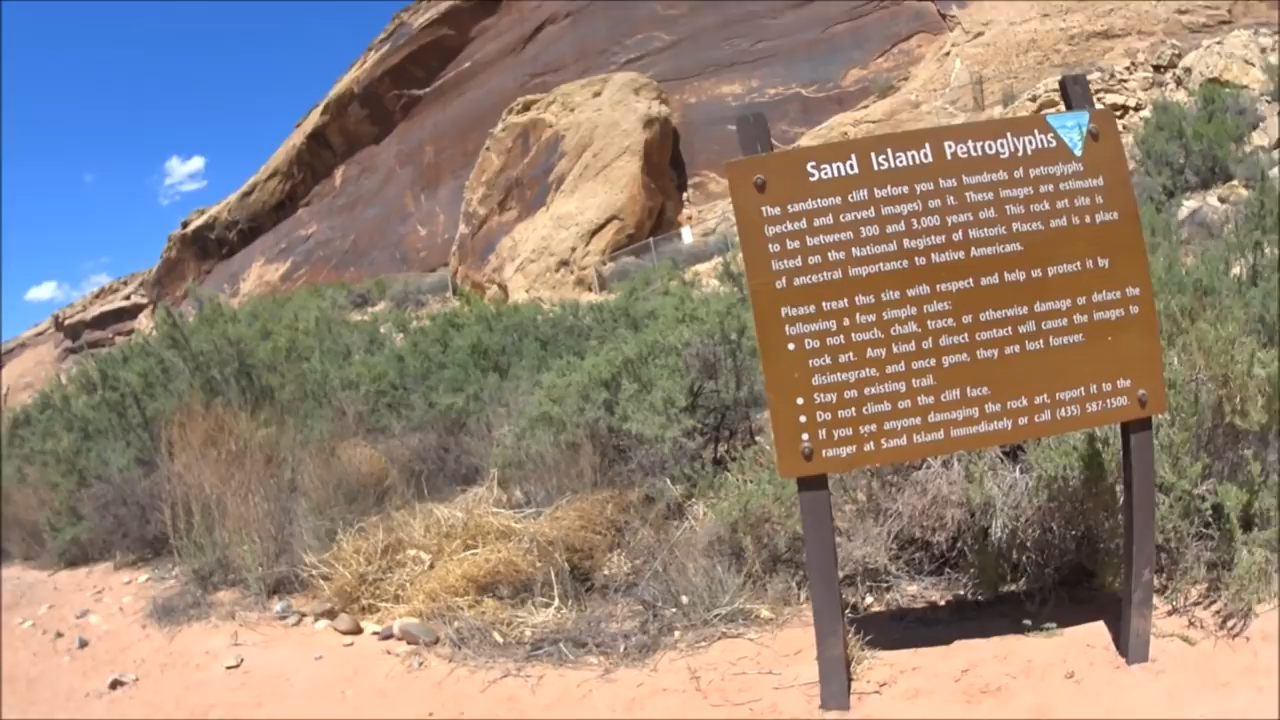 Sand Island Petroglyphs
The sandstone cliff before you has hundreds of petroglyphs
(pecked and carved images) on it. These images are estimated
to be between 300 and 3,000 years old. This rock art site is
listed on the National Register of Historic Places, and is a place
of ancestral importance to Native Americans.
Please treat this site with respect and help us protect it by
following a few simple rules:
• Do not touch, chalk, trace, or otherwise damage or deface the
rock art. Any kind of direct contact will cause the images to
disintegrate, and once gone, they are lost forever.
• Stay on existing trail.
• Do not climb on the cliff face.
• If you see anyone damaging the rock art, report it to the
ranger at Sand Island immediately or call (435) 587-1500.